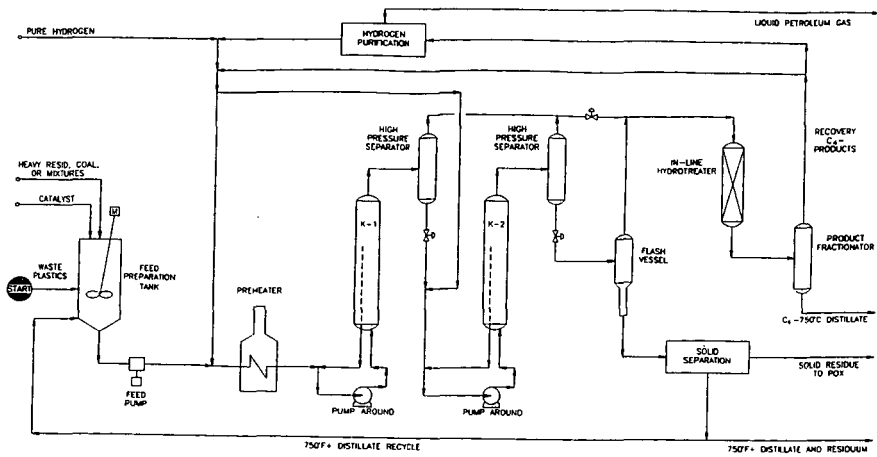 LIQUID PETROLEUM GAS
PURE HYDROGEN
HYDROGEN
PURIFICATION
HIGH
PRESSURE
SEPARATOR
HIGH
PRESSURE
SEPARATOR
RECOVERY
C4-
PRODUCTS
IN-LINE
HYDROTREATER
HEAVY RESID, COAL,
OR MIXTURES
CATALYST
M
K-1
K-2
PRODUCT
FRACTIONATOR
FLASH
VESSEL
WASTE
PLASTICS
FEED
PREPARATION
TANK
START
PREHEATER
C4-750°C DISTILLATE
SOLID
SEPARATION
SOLID RESIDUE
TO POX
FEED
PUMP
PUMP AROUND
PUMP AROUND
750°F+ DISTILLATE RECYCLE
750°F+ DISTILLATE AND RESIDUUM